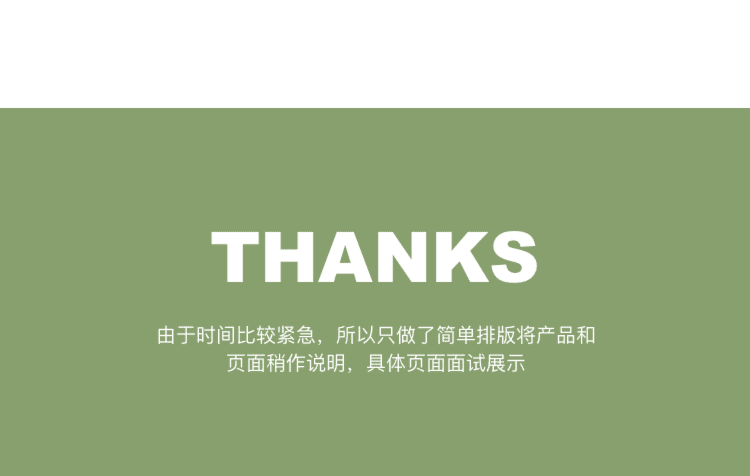 THANKS
由于时间比较紧急，所以只做了简单排版将产品和
页面稍作说明，具体页面面试展示